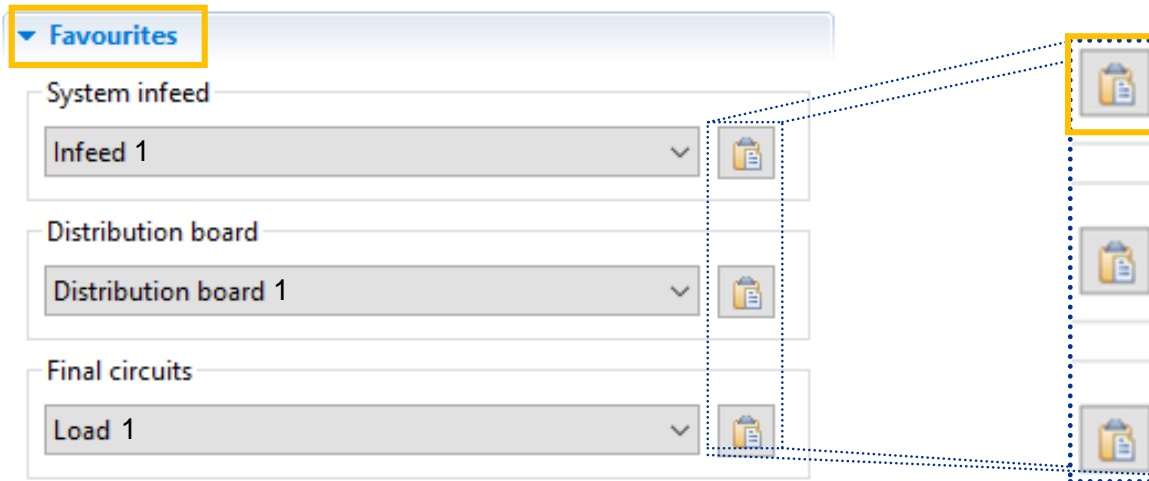 Favourites
System infeed
Infeed 1
Distribution board
Distribution board 1
Final circuits
Load 1